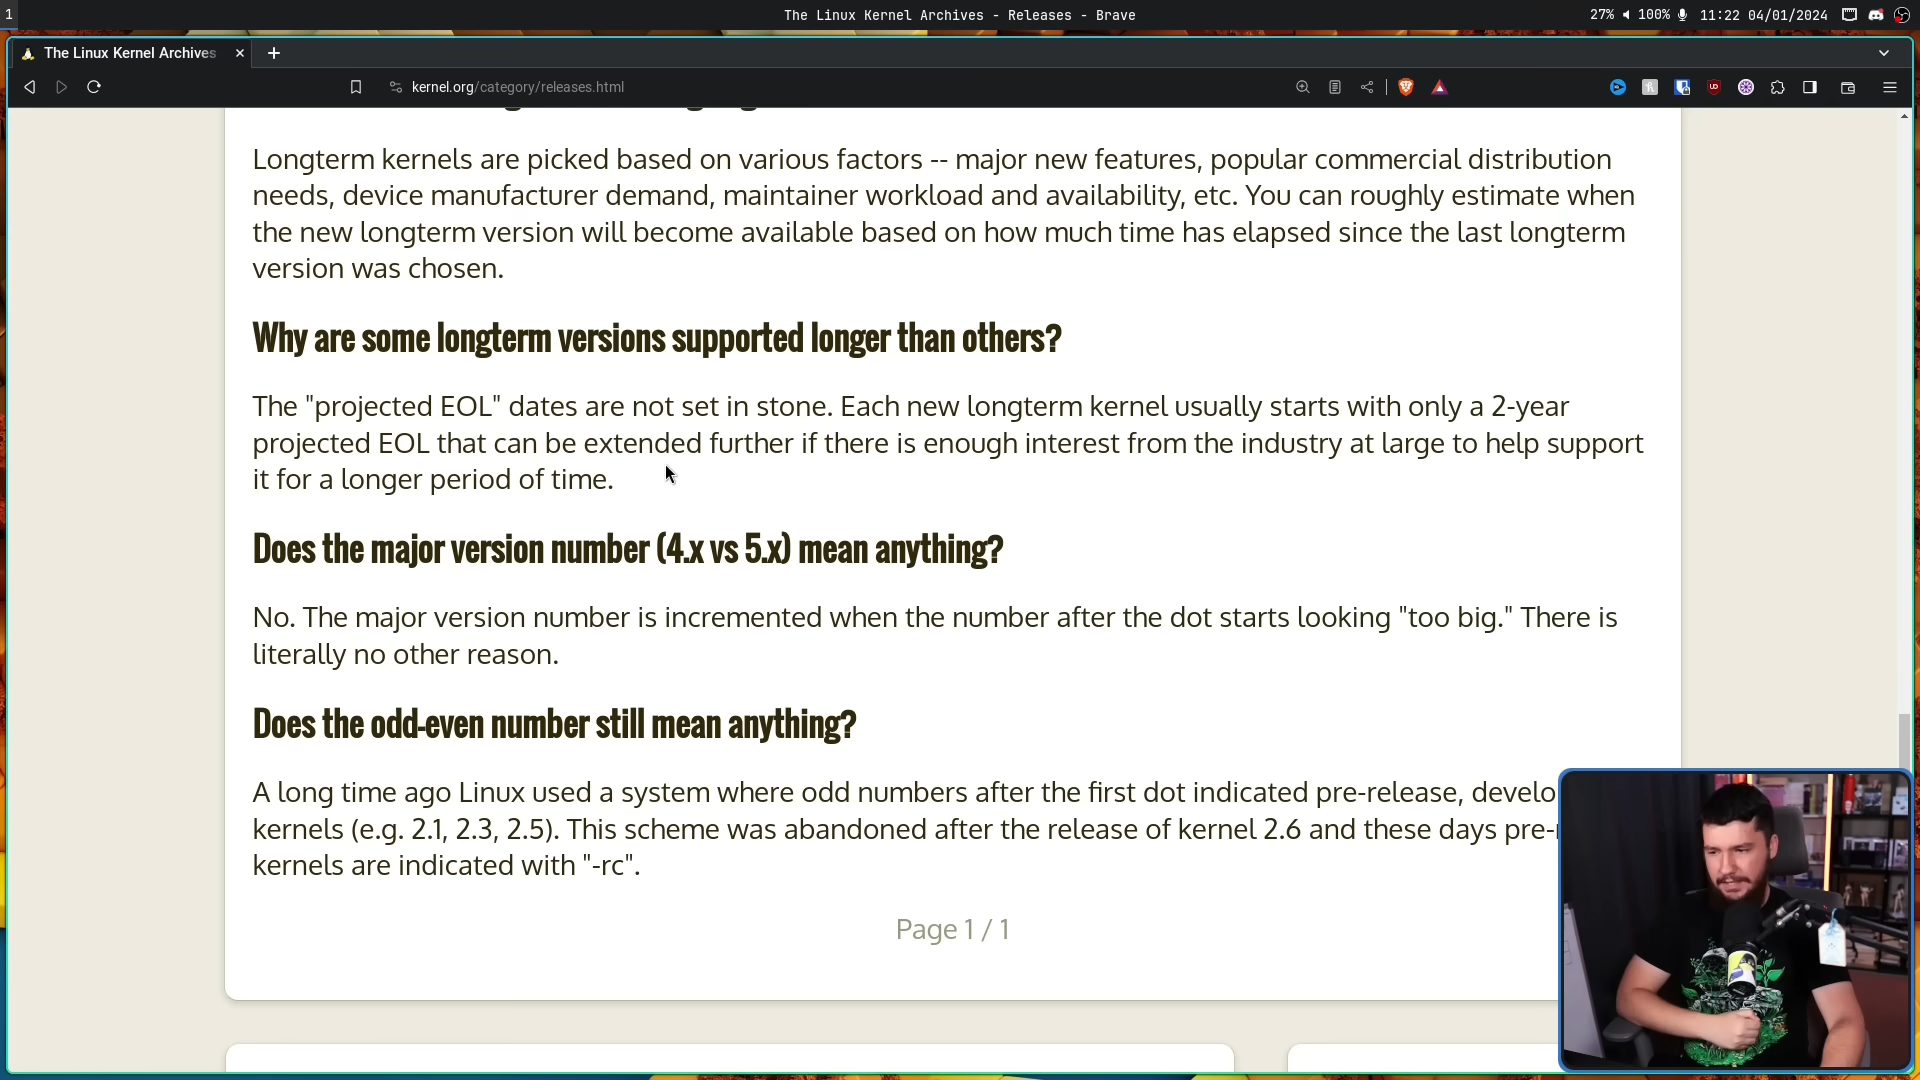 1
The Linux Kernel Archives - Releases - Brave
27%
100%
11:22 04/01/2024
The Linux Kernel Archives
kernel.org/category/releases.html
Longterm kernels are picked based on various factors -- major new features, popular commercial distribution
needs, device manufacturer demand, maintainer workload and availability, etc. You can roughly estimate when
the new longterm version will become available based on how much time has elapsed since the last longterm
version was chosen.
Why are some longterm versions supported longer than others?
The "projected EOL" dates are not set in stone. Each new longterm kernel usually starts with only a 2-year
projected EOL that can be extended further if there is enough interest from the industry at large to help support
it for a longer period of time.
Does the major version number (4.x vs 5.x) mean anything?
No. The major version number is incremented when the number after the dot starts looking "too big." There is
literally no other reason.
Does the odd-even number still mean anything?
A long time ago Linux used a system where odd numbers after the first dot indicated pre-release, develo
kernels (e.g. 2.1, 2.3, 2.5). This scheme was abandoned after the release of kernel 2.6 and these days pre-
kernels are indicated with "-rc".
Page 1 / 1